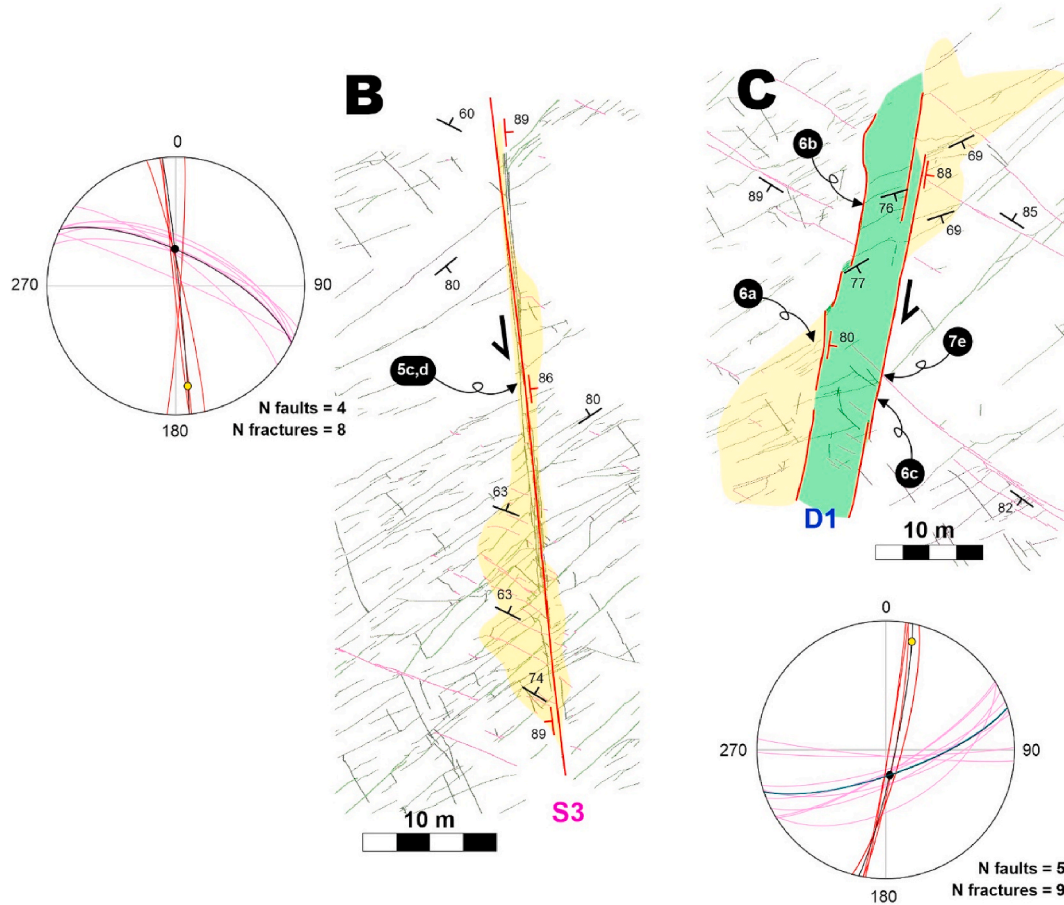 B
60
89
80
5c,d
86
80
63
63
74
89
S3
10 m
0
270
90
180
N faults = 4
N fractures = 8
C
6b
69
88
89
76
69
85
77
6a
80
7e
6c
82
D1
10 m
0
270
90
180
N faults = 5
N fractures = 9